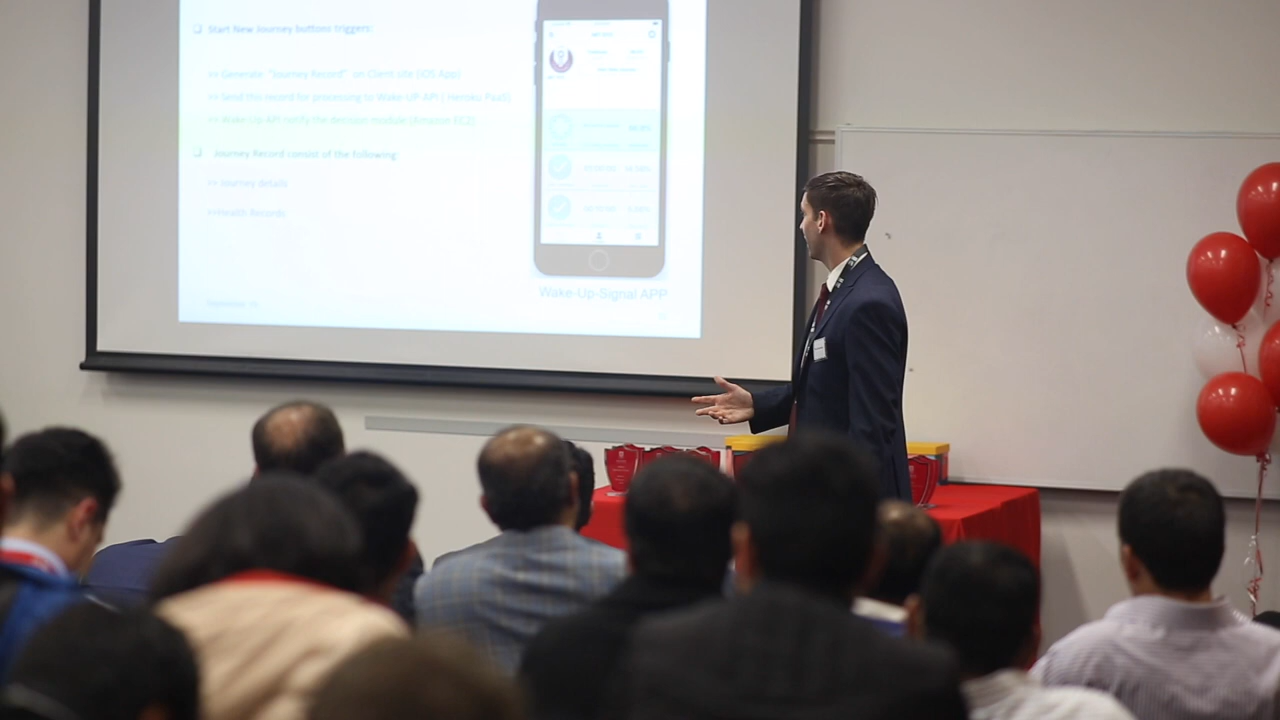 Start New Journey buttons triggers:
>> Generate "Journey Record" on Client site (iOS App)
>> Send this record for processing to Wake-UP-API ( Heroku PaaS)
>> Wake-Up API notify the decision module (Amazon EC2)
Journey Record consist of the following:
>> Journey details
>>Health Records
Wake-Up-Signal APP